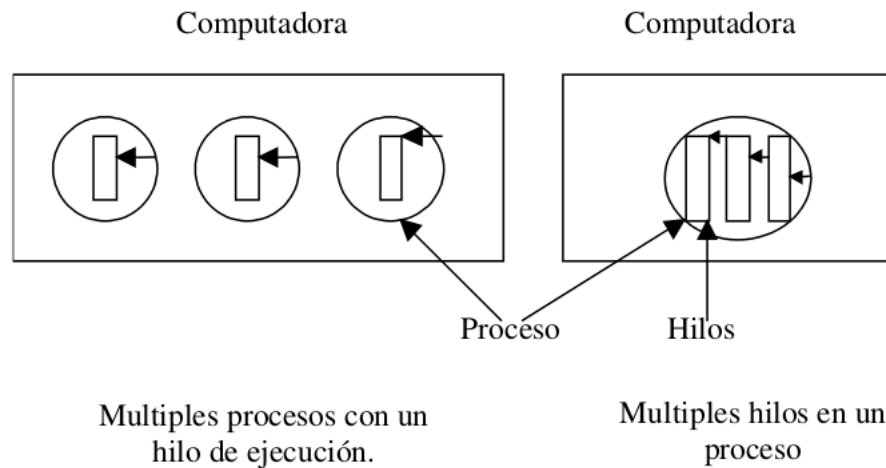 Computadora
Computadora
Proceso
Hilos
Multiples procesos con un
hilo de ejecución.
Multiples hilos en un
proceso